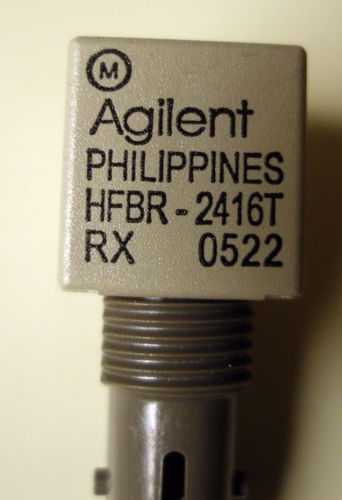 M
Agilent
PHILIPPINES
HFBR - 2416T
RX 0522